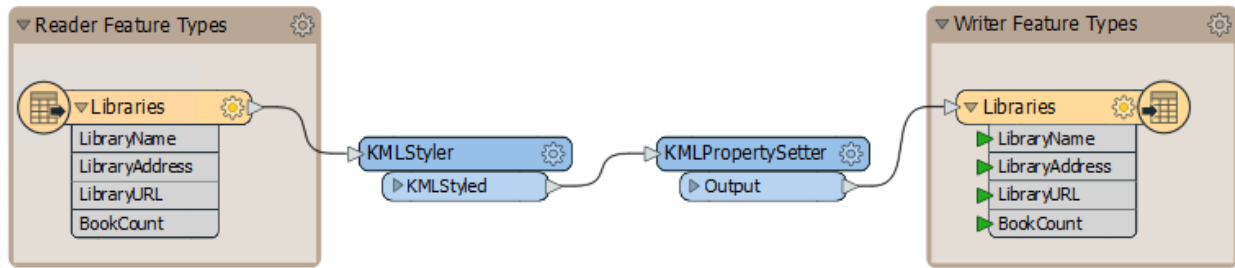 Reader Feature Types
Libraries
LibraryName
LibraryAddress
LibraryURL
BookCount
KMLStyler
KMLStyled
KMLPropertySetter
Output
Writer Feature Types
Libraries
LibraryName
LibraryAddress
LibraryURL
BookCount